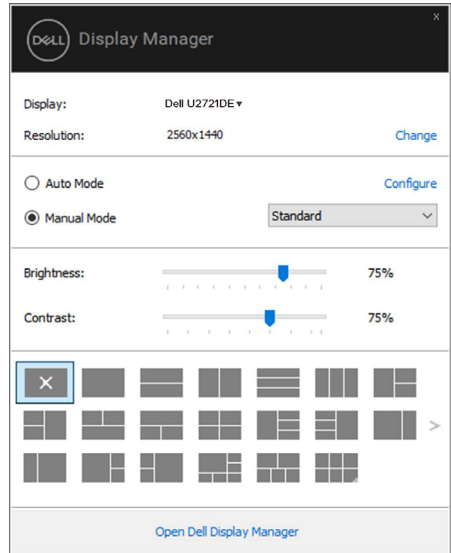 x
DELL Display Manager
Display: Dell U2721DE
Resolution: 2560x1440 Change
Auto Mode Configure
Manual Mode Standard
Brightness: 75%
Contrast: 75%
Open Dell Display Manager